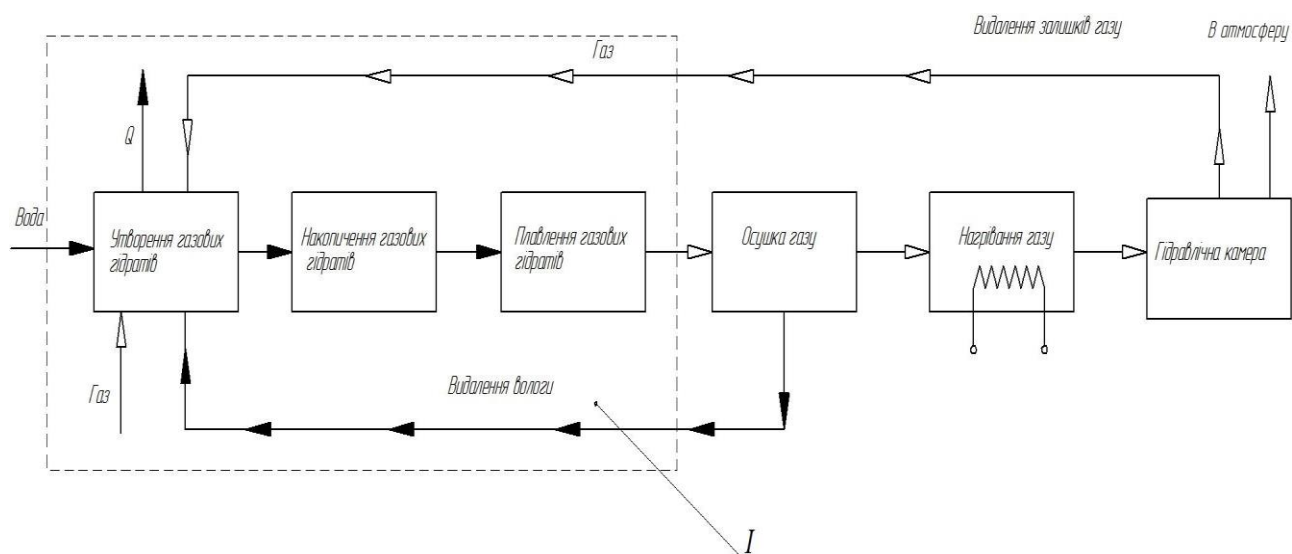 Видалення залишків газу
В атмосферу
Газ
Q
Вода
Утворення газових
гідратів
Накопичення газових
гідратів
Плавлення газових
гідратів
Осушка газу
Нагрівання газу
Гідравлічна камера
Газ
Видалення вологи
I